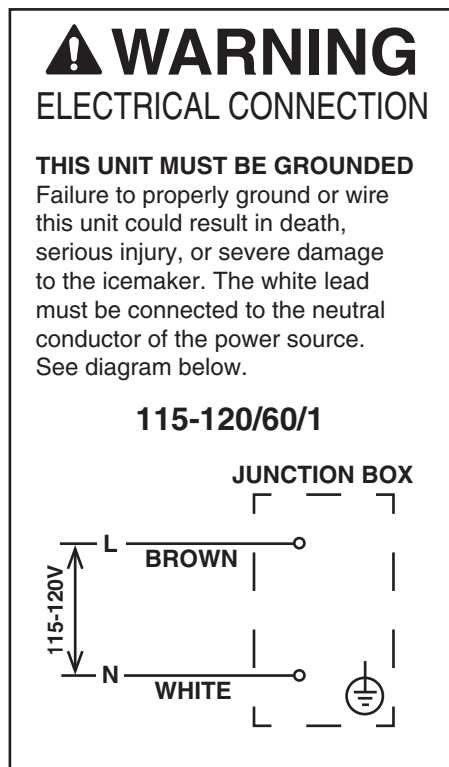 WARNING
ELECTRICAL CONNECTION
THIS UNIT MUST BE GROUNDED
Failure to properly ground or wire
this unit could result in death,
serious injury, or severe damage
to the icemaker. The white lead
must be connected to the neutral
conductor of the power source.
See diagram below.
115-120/60/1
JUNCTION BOX
L
BROWN
115-120V
N
WHITE